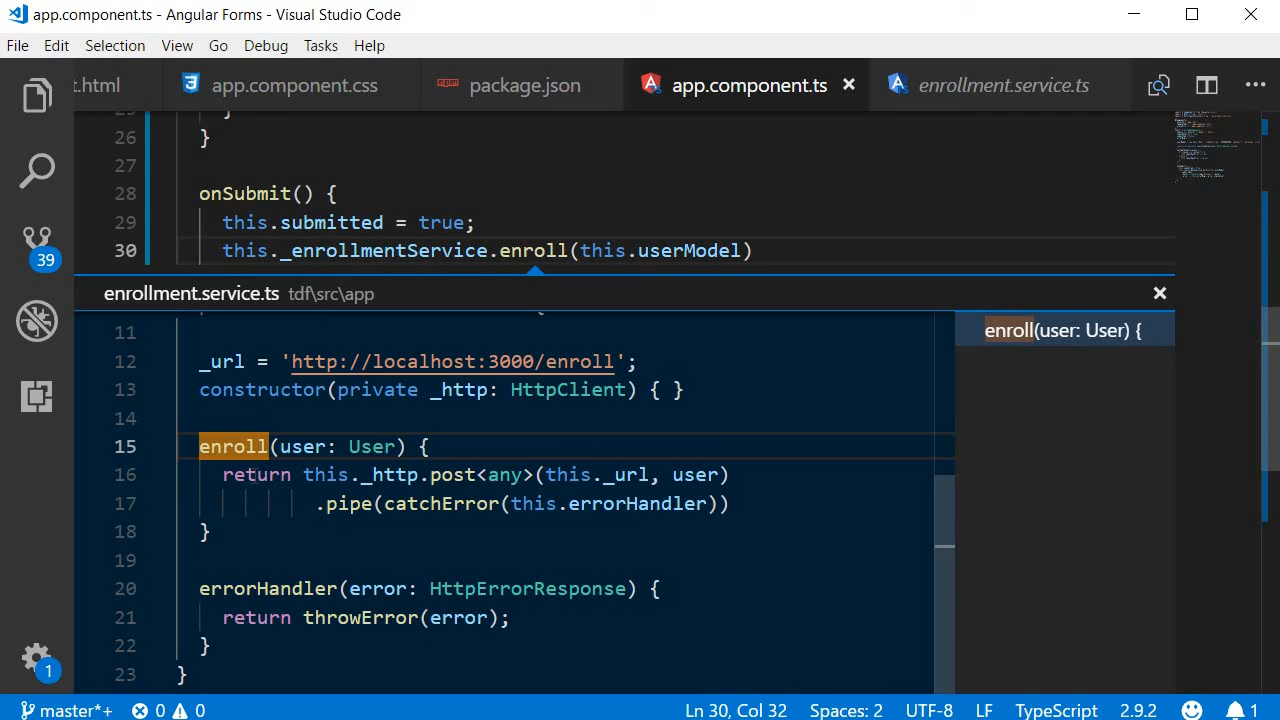 app.component.ts - Angular Forms - Visual Studio Code
File Edit Selection View Go Debug Tasks Help
t.html app.component.css package.json app.component.ts enrollment.service.ts
26 }
27
28 onSubmit() {
29 this.submitted = true;
30 this._enrollmentService.enroll(this.userModel)
39
enrollment.service.ts tdf\src\app
enroll(user: User) {
11
12 _url = 'http://localhost:3000/enroll';
13 constructor(private _http: HttpClient) { }
14
15 enroll(user: User) {
16 return this._http.post<any>(this._url, user)
17 .pipe(catchError(this.errorHandler))
18 }
19
20 errorHandler(error: HttpErrorResponse) {
21 return throwError(error);
22 }
23 }
1
master*+ 0 0 Ln 30, Col 32 Spaces: 2 UTF-8 LF TypeScript 2.9.2 1